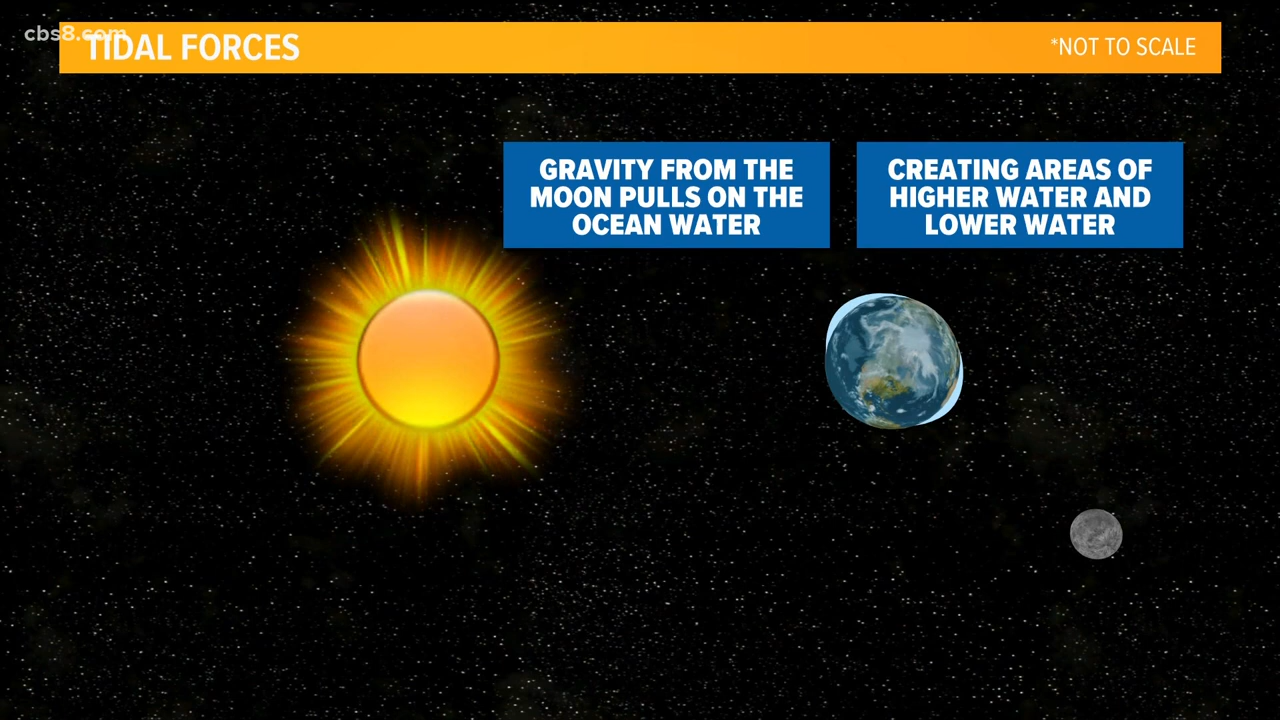 cbs8.com
TIDAL FORCES
*NOT TO SCALE
GRAVITY FROM THE
MOON PULLS ON THE
OCEAN WATER
CREATING AREAS OF
HIGHER WATER AND
LOWER WATER